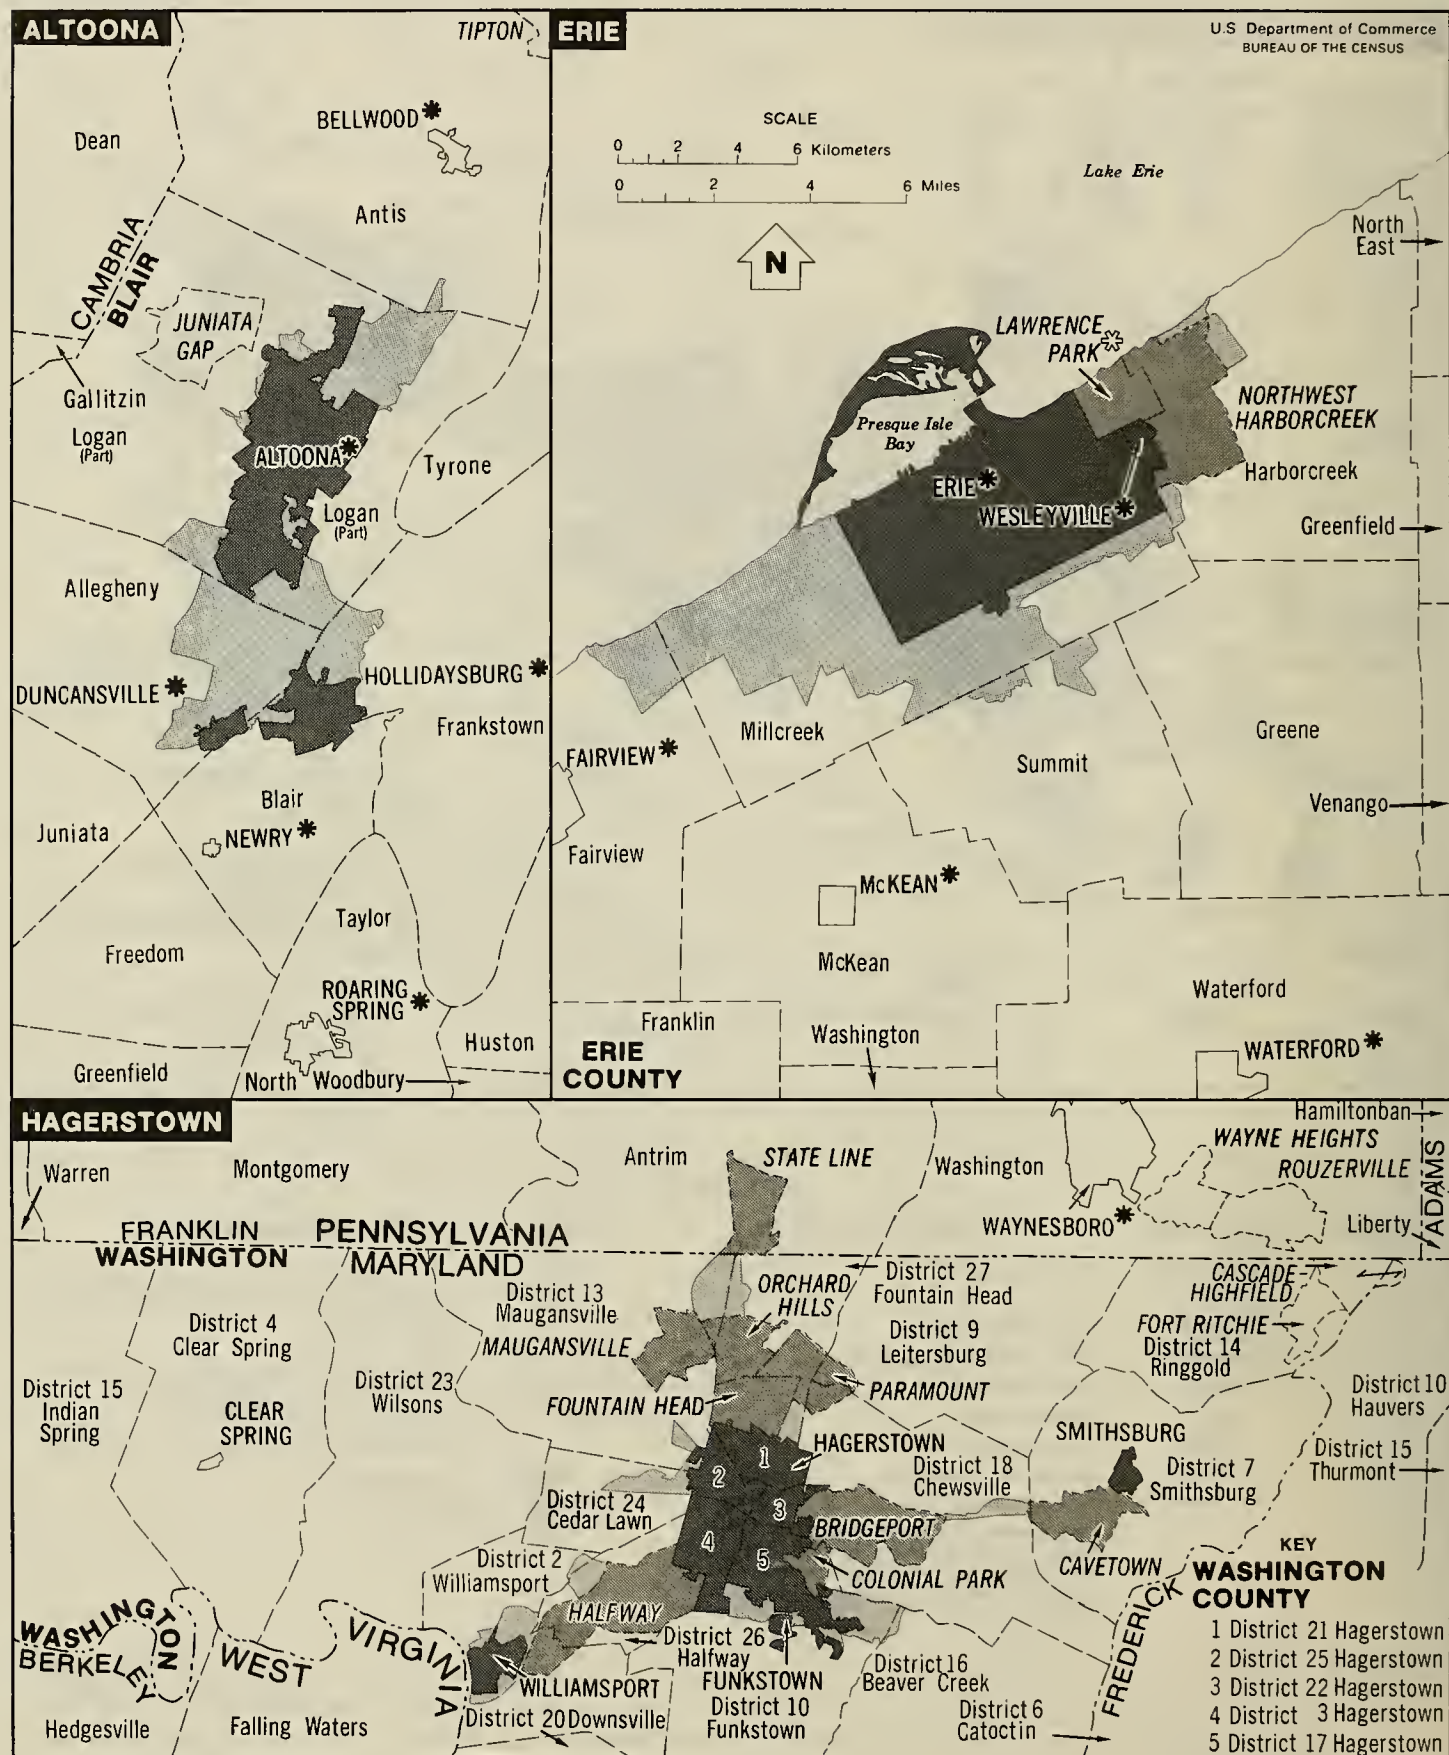 ALTOONA
TIPTON
BELLWOOD
Dean
Antis
CAMBRIA
BLAIR
JUNIATA
GAP
Gallitzin
Logan
(Part)
ALTOONA
Tyrone
Logan
(Part)
Allegheny
DUNCANSVILLE
HOLLIDAYSBURG
Frankstown
Blair
Juniata
NEWRY
Taylor
Freedom
ROARING
SPRING
Huston
Greenfield
North Woodbury
ERIE
U.S Department of Commerce
BUREAU OF THE CENSUS
SCALE
0 2 4 6 Kilometers
0 2 4 6 Miles
Lake Erie
N
North
East
LAWRENCE
PARK
NORTHWEST
HARBORCREEK
Presque Isle
Bay
Harborcreek
ERIE
WESLEYVILLE
Greenfield
Millcreek
Greene
FAIRVIEW
Summit
Venango
Fairview
McKEAN
McKean
Waterford
Franklin
Washington
ERIE
COUNTY
WATERFORD
HAGERSTOWN
Hamiltonban
WAYNE HEIGHTS
ROUZERVILLE
ADAMS
Warren
Montgomery
Antrim
STATE LINE
Washington
WAYNESBORO
Liberty
FRANKLIN
WASHINGTON
PENNSYLVANIA
MARYLAND
District 13
Maugansville
ORCHARD
HILLS
District 27
Fountain Head
CASCADE-
HIGHFIELD
District 4
Clear Spring
MAUGANSVILLE
District 9
Leitersburg
FORT RITCHIE
District 14
Ringgold
District 15
Indian
Spring
District 23
Wilsons
PARAMOUNT
FOUNTAIN HEAD
District 10
Hauvers
CLEAR
SPRING
HAGERSTOWN
SMITHSBURG
District 15
Thurmont
1
2
3
4
5
District 18
Chewsville
District 7
Smithsburg
District 24
Cedar Lawn
BRIDGEPORT
District 2
Williamsport
COLONIAL PARK
CAVETOWN
HALFWAY
WASHINGTON
BERKELEY
WEST
VIRGINIA
District 26
Halfway
FUNKSTOWN
WILLIAMSPORT
District 16
Beaver Creek
FREDERICK
Hedgesville
Falling Waters
District 20 Downsville
District 10
Funkstown
District 6
Catoctin
KEY
WASHINGTON
COUNTY
1 District 21 Hagerstown
2 District 25 Hagerstown
3 District 22 Hagerstown
4 District 3 Hagerstown
5 District 17 Hagerstown